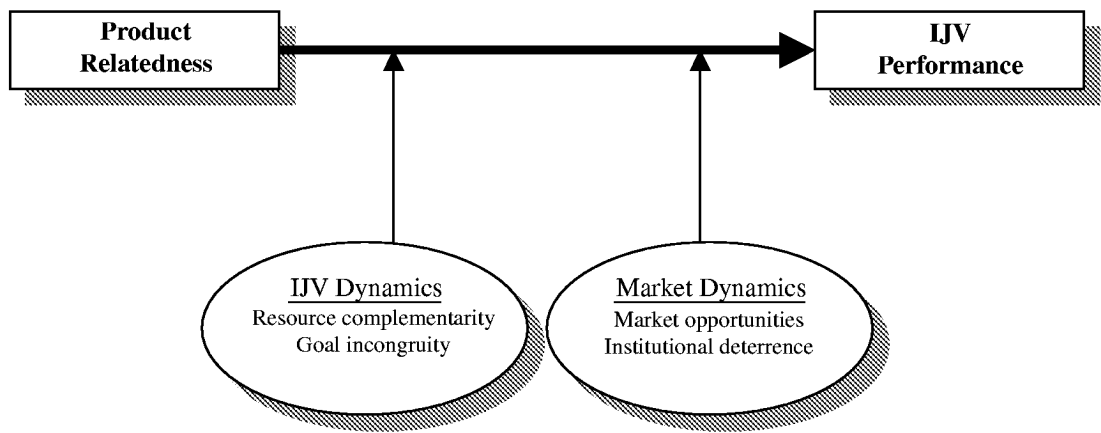 Product
Relatedness
IJV
Performance
IJV Dynamics
Resource complementarity
Goal incongruity
Market Dynamics
Market opportunities
Institutional deterrence